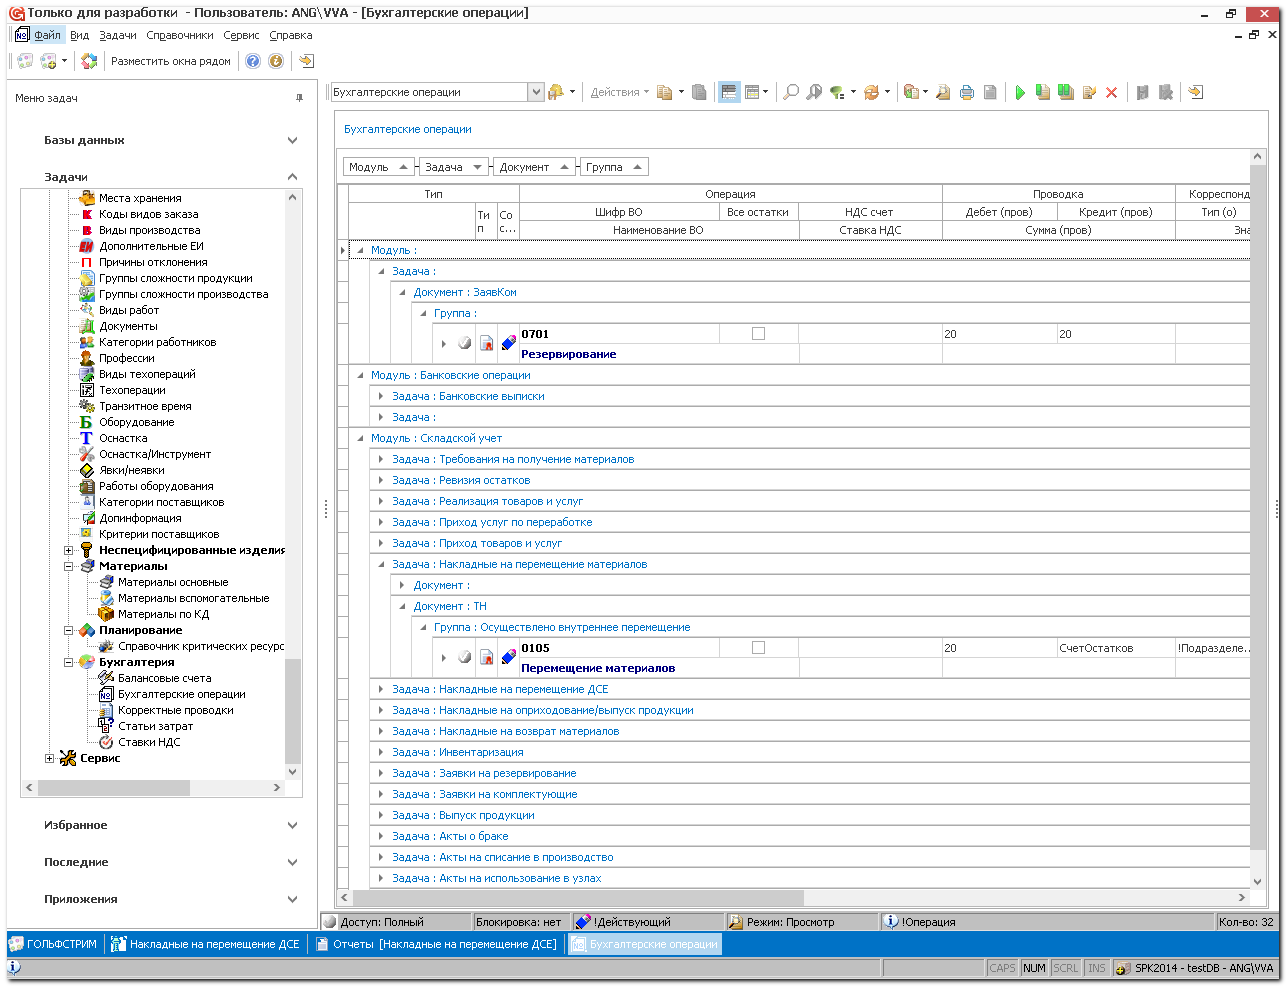 Только для разработки - Пользователь: ANG\VVA - [Бухгалтерские операции]
Файл Вид Задачи Справочники Сервис Справка
Разместить окна рядом
Меню задач
Базы данных
Задачи
Места хранения
Коды видов заказа
Виды производства
Дополнительные ЕИ
Причины отклонения
Группы сложности продукции
Группы сложности производства
Виды работ
Документы
Категории работников
Профессии
Виды техопераций
Техоперации
Транзитное время
Оборудование
Оснастка
Оснастка/Инструмент
Явки/неявки
Работы оборудования
Категории поставщиков
Допинформация
Критерии поставщиков
Неспецифицированные изделия
Материалы
Материалы основные
Материалы вспомогательные
Материалы по КД
Планирование
Справочник критических ресурс
Бухгалтерия
Балансовые счета
Бухгалтерские операции
Корректные проводки
Статьи затрат
Ставки НДС
Сервис
Избранное
Последние
Приложения
Бухгалтерские операции Действия
Бухгалтерские операции
Модуль Задача Документ Группа
Тип Операция Проводка Корреспонд
Ти п Со с... Шифр ВО Все остатки НДС счет Дебет (пров) Кредит (пров) Тип (о)
Наименование ВО Ставка НДС Сумма (пров) Зна
Модуль :
Задача :
Документ : ЗаявКом
Группа :
0701 20 20
Резервирование
Модуль : Банковские операции
Задача : Банковские выписки
Задача :
Модуль : Складской учет
Задача : Требования на получение материалов
Задача : Ревизия остатков
Задача : Реализация товаров и услуг
Задача : Приход услуг по переработке
Задача : Приход товаров и услуг
Задача : Накладные на перемещение материалов
Документ :
Документ : ТН
Группа : Осуществлено внутреннее перемещение
0105 20 СчетОстатков !Подразделе..
Перемещение материалов
Задача : Накладные на перемещение ДСЕ
Задача : Накладные на оприходование/выпуск продукции
Задача : Накладные на возврат материалов
Задача : Инвентаризация
Задача : Заявки на резервирование
Задача : Заявки на комплектующие
Задача : Выпуск продукции
Задача : Акты о браке
Задача : Акты на списание в производство
Задача : Акты на использование в узлах
Доступ: Полный Блокировка: нет !Действующий Режим: Просмотр !Операция Кол-во: 32
ГОЛЬФСТРИМ Накладные на перемещение ДСЕ Отчеты [Накладные на перемещение ДСЕ] Бухгалтерские операции
CAPS NUM SCRL INS SPK2014 - testDB - ANG\VVA